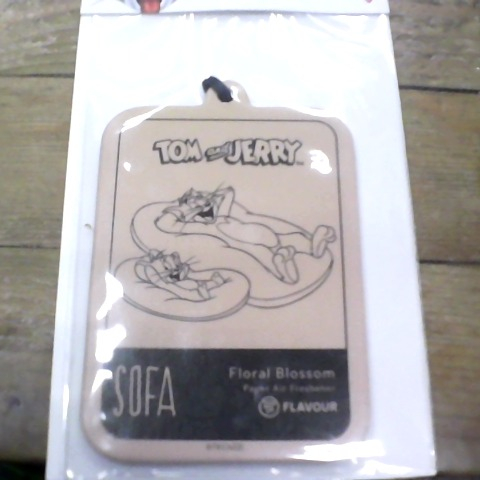 TOM and JERRY
Floral Blossom
Paper Air Freshener
SOFA
FLAVOUR